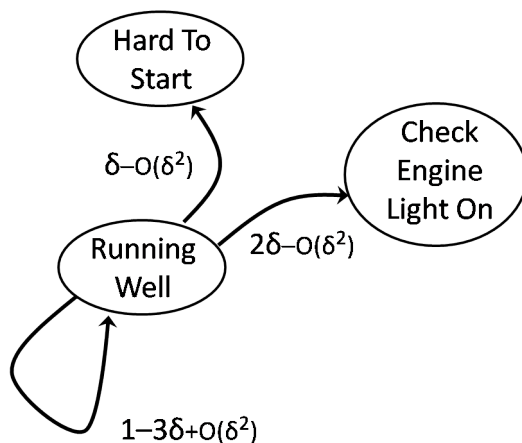 Hard To
Start
Check
Engine
Light On
δ–O(δ²)
Running
Well
2δ–O(δ²)
1–3δ+O(δ²)